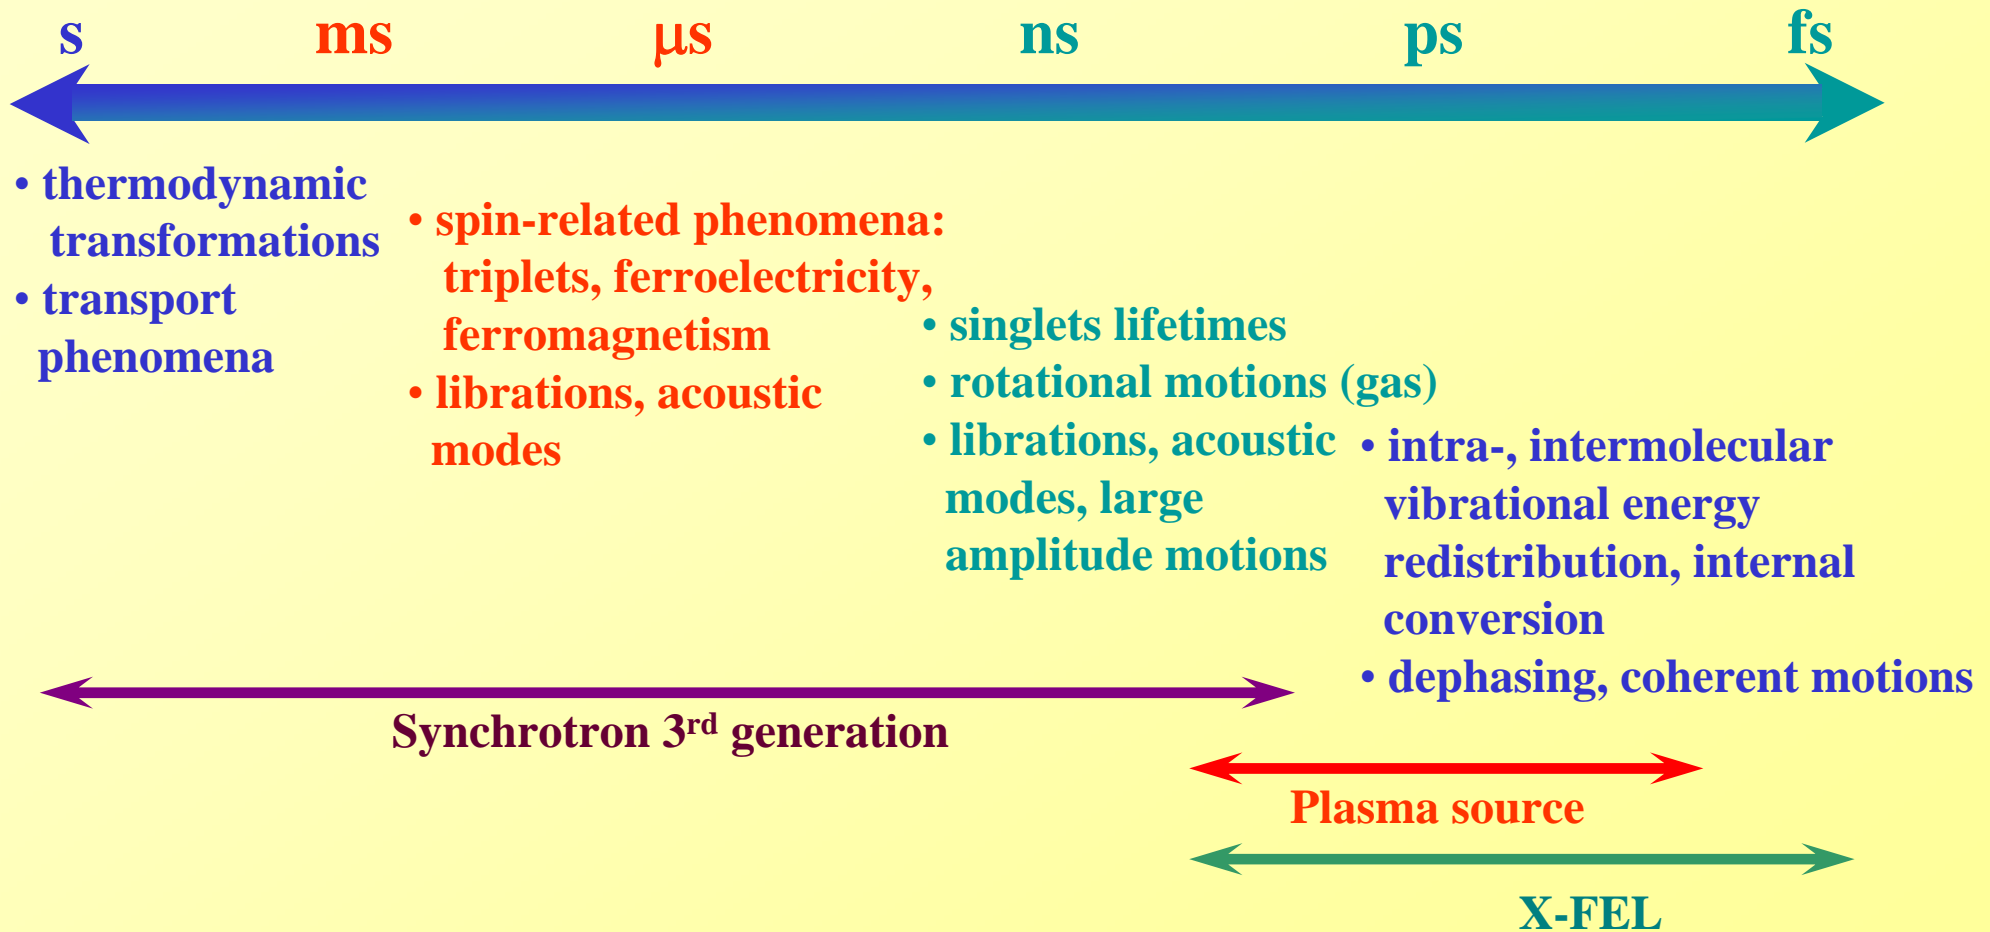 s ms μs ns ps fs
• thermodynamic
transformations
• transport
phenomena
• spin-related phenomena:
triplets, ferroelectricity,
ferromagnetism
• librations, acoustic
modes
• singlets lifetimes
• rotational motions (gas)
• librations, acoustic
modes, large
amplitude motions
• intra-, intermolecular
vibrational energy
redistribution, internal
conversion
• dephasing, coherent motions
Synchrotron 3rd generation
Plasma source
X-FEL